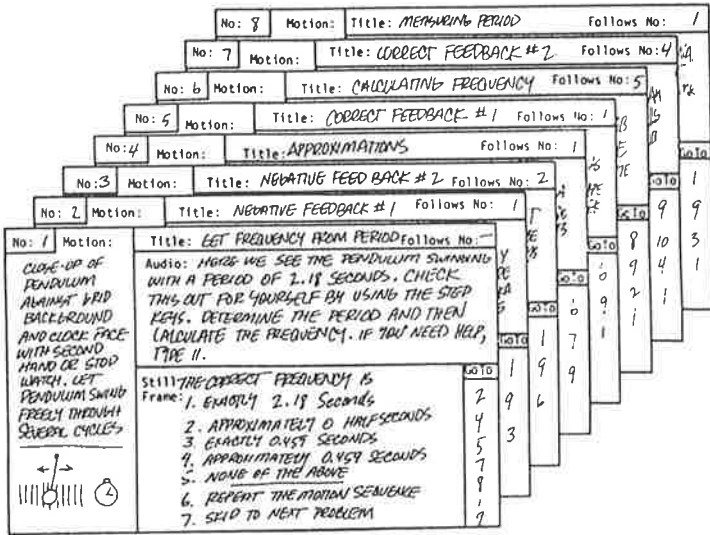 No: 8 Motion: Title: MEASURING PERIOD Follows No: 1
No: 7 Motion: Title: CORRECT FEEDBACK #2 Follows No: 4
No: 6 Motion: Title: CALCULATING FREQUENCY Follows No: 5
No: 5 Motion: Title: CORRECT FEEDBACK #1 Follows No: 1
No: 4 Motion: Title: APPROXIMATIONS Follows No: 1
No: 3 Motion: Title: NEGATIVE FEED BACK #2 Follows No: 2
No: 2 Motion: Title: NEGATIVE FEEDBACK #1 Follows No: 1
No: 1 Motion: Title: GET FREQUENCY FROM PERIOD Follows No: —
CLOSE-UP OF
PENDULUM
AGAINST GRID
BACKGROUND
AND CLOCK FACE
WITH SECOND
HAND OR STOP
WATCH. LET
PENDULUM SWING
FREELY THROUGH
SEVERAL CYCLES
Audio: HERE WE SEE THE PENDULUM SWINGING
WITH A PERIOD OF 2.18 SECONDS. CHECK
THIS OUT FOR YOURSELF BY USING THE STEP
KEYS. DETERMINE THE PERIOD AND THEN
CALCULATE THE FREQUENCY. IF YOU NEED HELP,
TYPE 11.
Still Frame: THE CORRECT FREQUENCY IS
1. EXACTLY 2.18 Seconds
2. APPROXIMATELY 0 HALF SECONDS
3. EXACTLY 0.459 SECONDS
4. APPROXIMATELY 0.459 SECONDS
5. NONE OF THE ABOVE
6. REPEAT THE MOTION SEQUENCE
7. SKIP TO NEXT PROBLEM
GoTo
2
4
5
7
8
1
9
GoTo
1
9
3
GoTo
1
9
6
GoTo
7
9
GoTo
9
1
GoTo
8
9
2
1
GoTo
9
10
4
1
GoTo
1
9
3
1